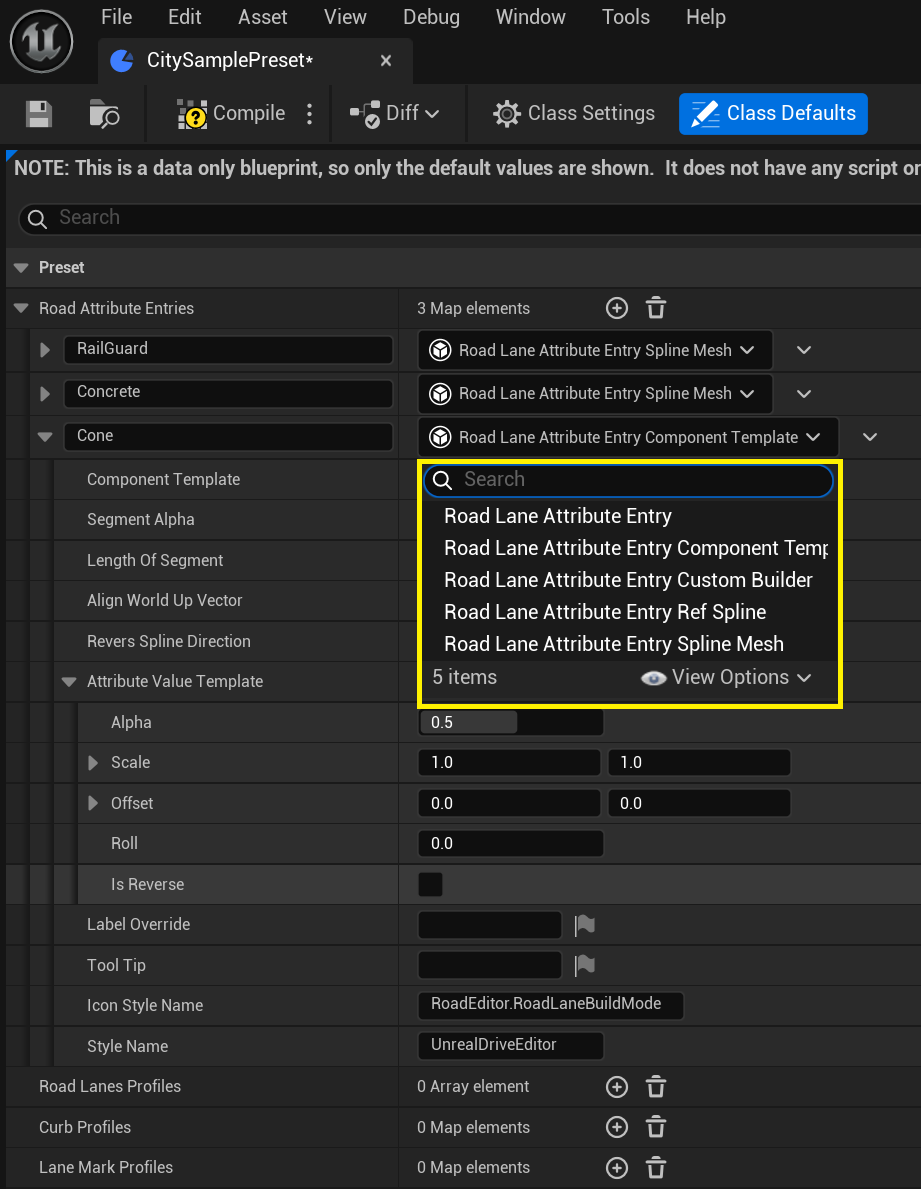 File Edit Asset View Debug Window Tools Help
CitySamplePreset*
Compile Diff Class Settings Class Defaults
NOTE: This is a data only blueprint, so only the default values are shown. It does not have any script or
Search
Preset
Road Attribute Entries 3 Map elements
RailGuard Road Lane Attribute Entry Spline Mesh
Concrete Road Lane Attribute Entry Spline Mesh
Cone Road Lane Attribute Entry Component Template
Component Template Search
Segment Alpha Road Lane Attribute Entry
Length Of Segment Road Lane Attribute Entry Component Temp
Align World Up Vector Road Lane Attribute Entry Custom Builder
Road Lane Attribute Entry Ref Spline
Revers Spline Direction Road Lane Attribute Entry Spline Mesh
Attribute Value Template 5 items View Options
Alpha 0.5
Scale 1.0 1.0
Offset 0.0 0.0
Roll 0.0
Is Reverse
Label Override
Tool Tip
Icon Style Name RoadEditor.RoadLaneBuildMode
Style Name UnrealDriveEditor
Road Lanes Profiles 0 Array element
Curb Profiles 0 Map elements
Lane Mark Profiles 0 Map elements